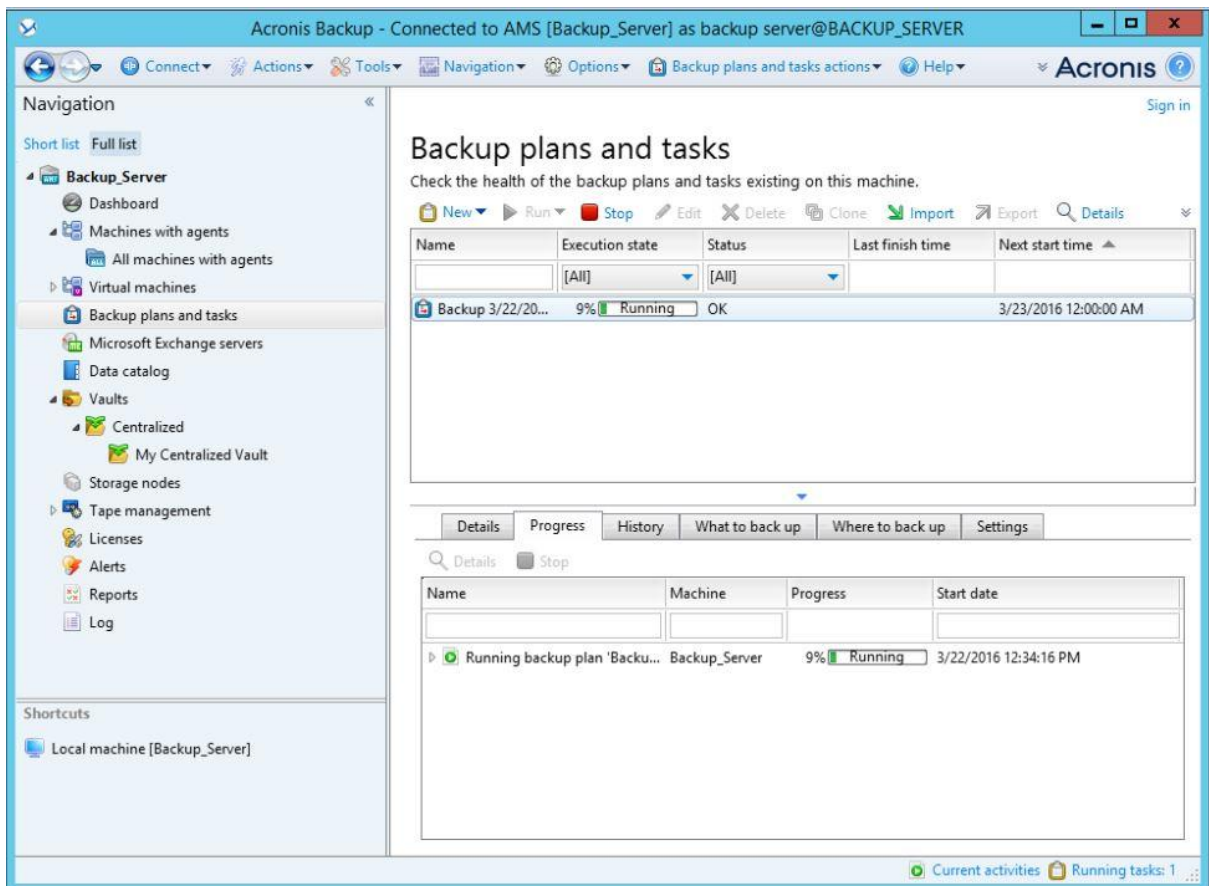 Acronis Backup - Connected to AMS [Backup_Server] as backup server@BACKUP_SERVER
Connect Actions Tools Navigation Options Backup plans and tasks actions Help Acronis
Navigation
Short list Full list
Backup_Server
Dashboard
Machines with agents
All machines with agents
Virtual machines
Backup plans and tasks
Microsoft Exchange servers
Data catalog
Vaults
Centralized
My Centralized Vault
Storage nodes
Tape management
Licenses
Alerts
Reports
Log
Shortcuts
Local machine [Backup_Server]
Sign in
Backup plans and tasks
Check the health of the backup plans and tasks existing on this machine.
New Run Stop Edit Delete Clone Import Export Details
Name Execution state Status Last finish time Next start time
[All] [All]
Backup 3/22/20... 9% Running OK 3/23/2016 12:00:00 AM
Details Progress History What to back up Where to back up Settings
Details Stop
Name Machine Progress Start date
Running backup plan 'Backu... Backup_Server 9% Running 3/22/2016 12:34:16 PM
Current activities Running tasks: 1